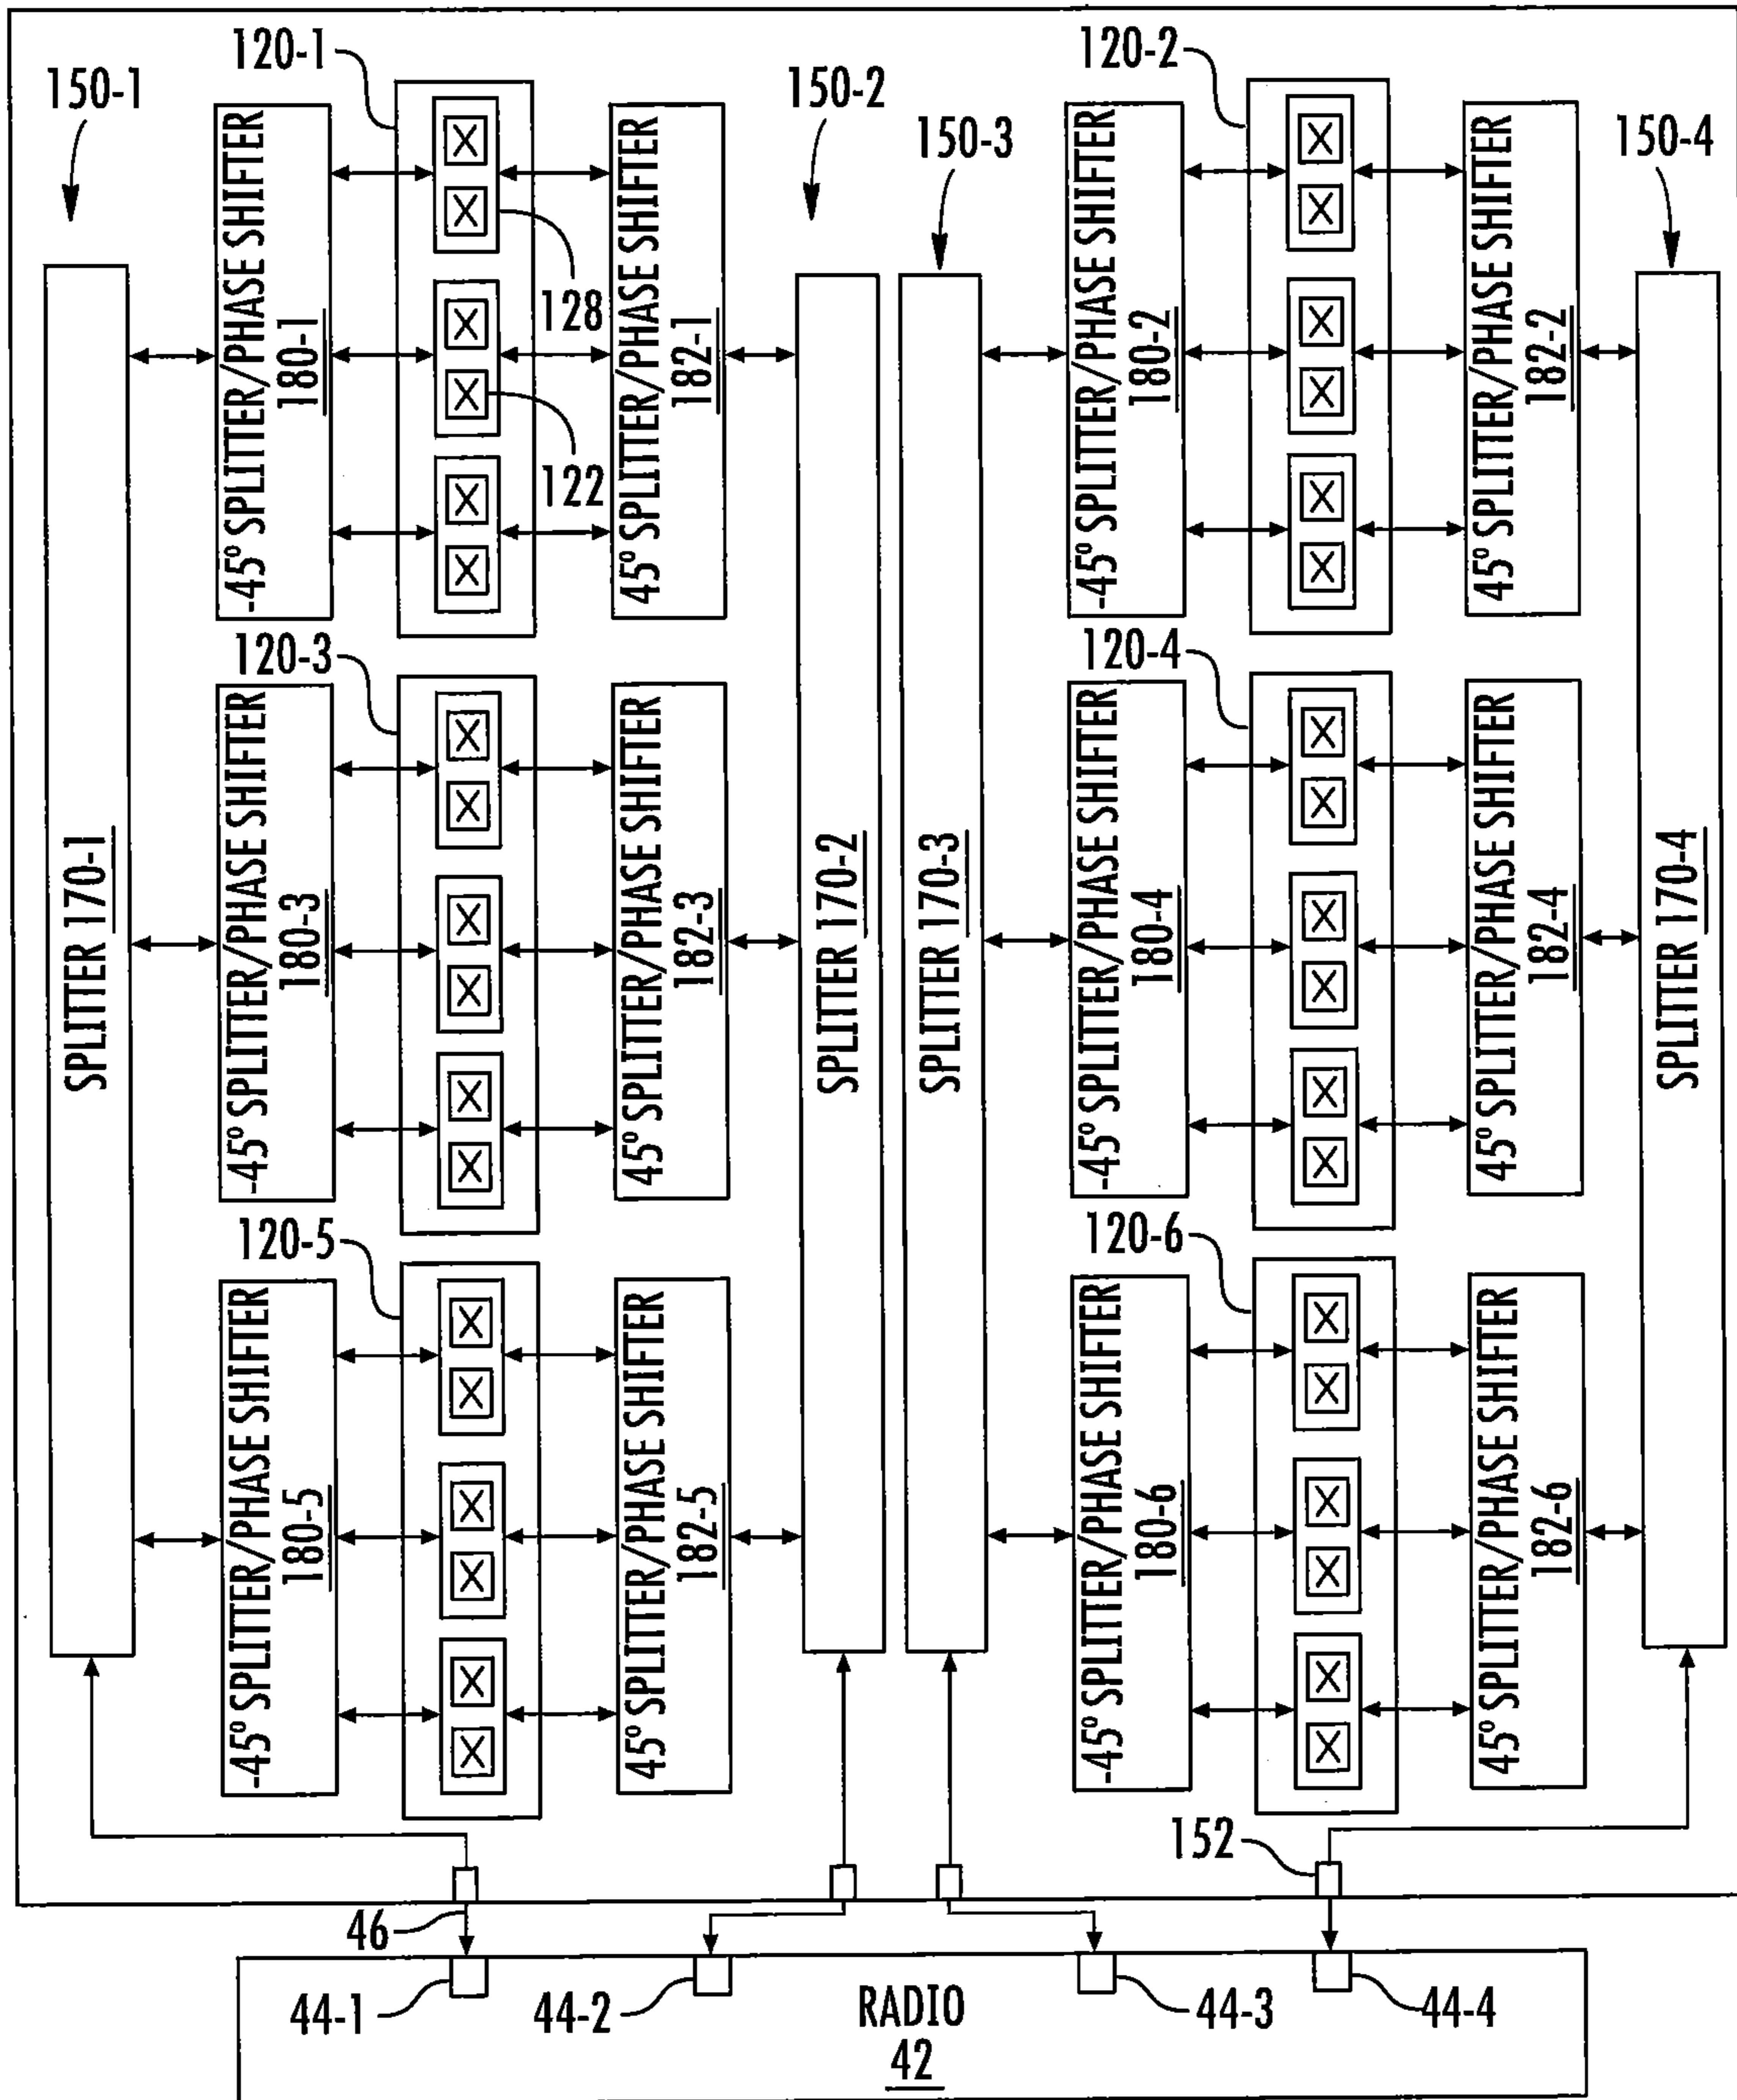 150-1
120-1
150-2
150-3
120-2
150-4
-45° SPLITTER/PHASE SHIFTER
180-1
128
122
45° SPLITTER/PHASE SHIFTER
182-1
-45° SPLITTER/PHASE SHIFTER
180-2
45° SPLITTER/PHASE SHIFTER
182-2
SPLITTER 170-1
120-3
-45° SPLITTER/PHASE SHIFTER
180-3
45° SPLITTER/PHASE SHIFTER
182-3
SPLITTER 170-2
SPLITTER 170-3
120-4
-45° SPLITTER/PHASE SHIFTER
180-4
45° SPLITTER/PHASE SHIFTER
182-4
SPLITTER 170-4
120-5
-45° SPLITTER/PHASE SHIFTER
180-5
45° SPLITTER/PHASE SHIFTER
182-5
120-6
-45° SPLITTER/PHASE SHIFTER
180-6
45° SPLITTER/PHASE SHIFTER
182-6
152
46
44-1
44-2
RADIO
42
44-3
44-4